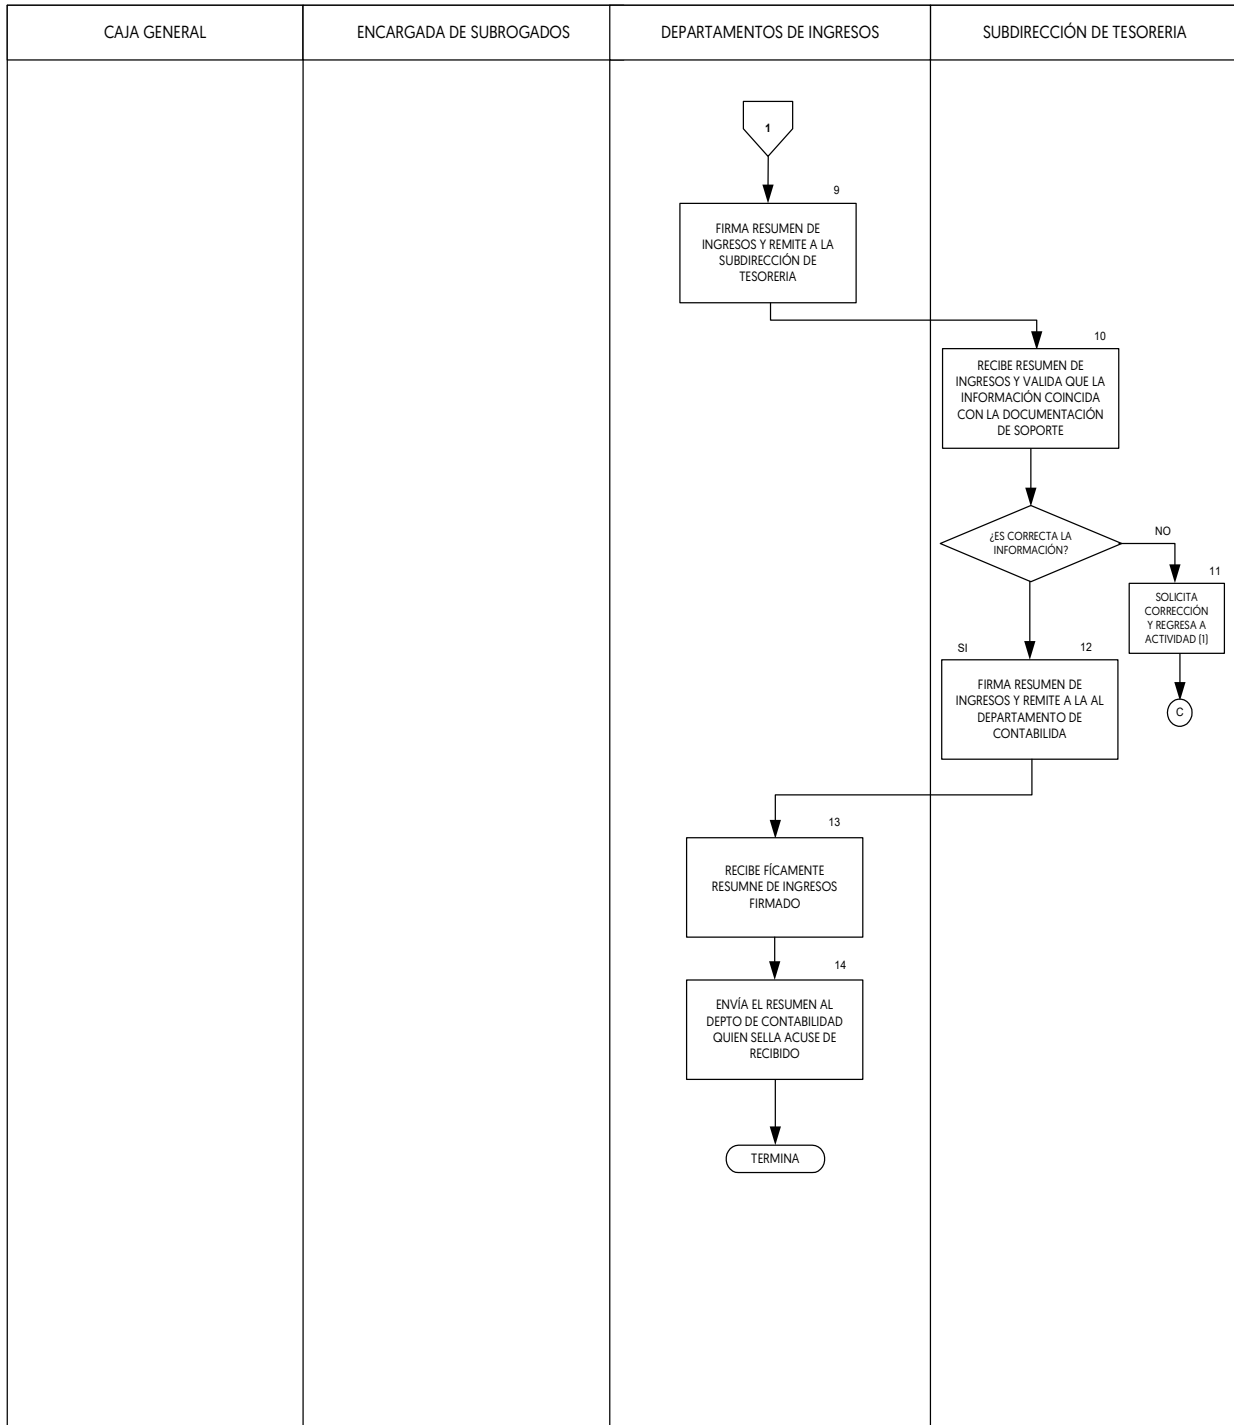 CAJA GENERAL
ENCARGADA DE SUBROGADOS
DEPARTAMENTOS DE INGRESOS
SUBDIRECCIÓN DE TESORERIA
1
9
FIRMA RESUMEN DE
INGRESOS Y REMITE A LA
SUBDIRECCIÓN DE
TESORERIA
10
RECIBE RESUMEN DE
INGRESOS Y VALIDA QUE LA
INFORMACIÓN COINCIDA
CON LA DOCUMENTACIÓN
DE SOPORTE
¿ES CORRECTA LA
INFORMACIÓN?
NO
11
SOLICITA
CORRECCIÓN
Y REGRESA A
ACTIVIDAD (1)
C
SI
12
FIRMA RESUMEN DE
INGRESOS Y REMITE A LA AL
DEPARTAMENTO DE
CONTABILIDA
13
RECIBE FÍCAMENTE
RESUMNE DE INGRESOS
FIRMADO
14
ENVÍA EL RESUMEN AL
DEPTO DE CONTABILIDAD
QUIEN SELLA ACUSE DE
RECIBIDO
TERMINA